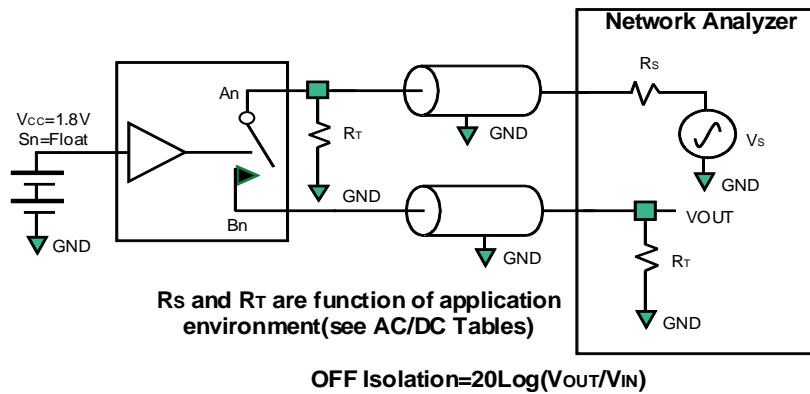 Network Analyzer
RS
An
VCC=1.8V
Sn=Float
RT
GND
VS
GND
GND
Bn
VOUT
GND
GND
RT
GND
RS and RT are function of application
environment(see AC/DC Tables)
OFF Isolation=20Log(VOUT/VIN)